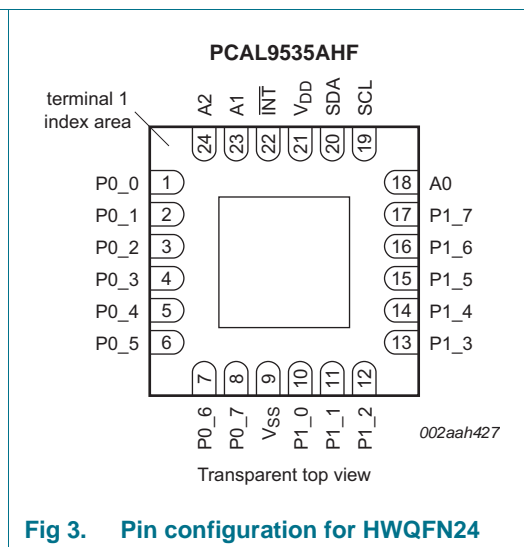 PCAL9535AHF
terminal 1
index area
A2
A1
INT
VDD
SDA
SCL
24
23
22
21
20
19
P0_0 1
P0_1 2
P0_2 3
P0_3 4
P0_4 5
P0_5 6
18 A0
17 P1_7
16 P1_6
15 P1_5
14 P1_4
13 P1_3
7
8
9
10
11
12
P0_6
P0_7
VSS
P1_0
P1_1
P1_2
002aah427
Transparent top view
Fig 3. Pin configuration for HWQFN24